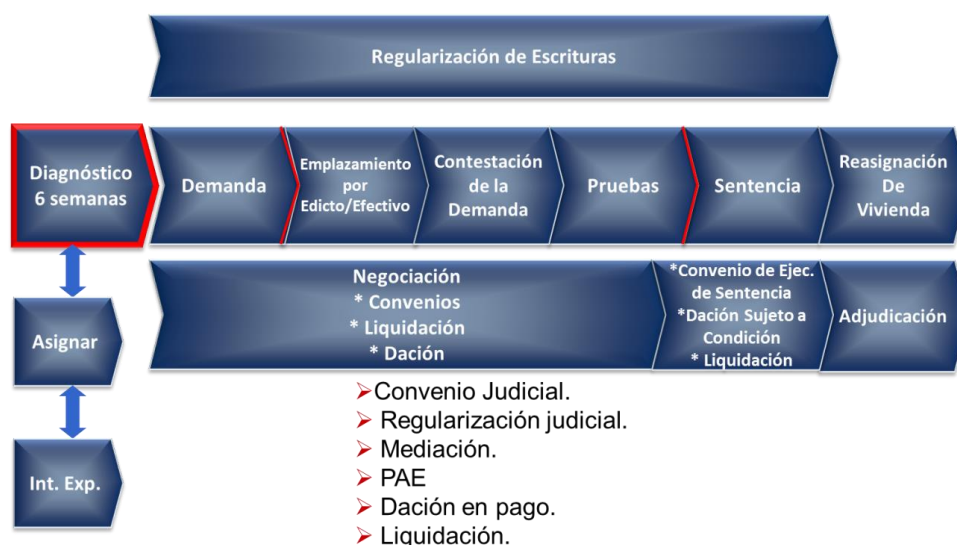 Regularización de Escrituras
Diagnóstico
6 semanas
Demanda
Emplazamiento
por
Edicto/Efectivo
Contestación
de la
Demanda
Pruebas
Sentencia
Reasignación
De
Vivienda
Negociación
* Convenios
* Liquidación
* Dación
*Convenio de Ejec.
de Sentencia
*Dación Sujeto a
Condición
* Liquidación
Adjudicación
Asignar
Int. Exp.
➢Convenio Judicial.
➢ Regularización judicial.
➢ Mediación.
➢ PAE
➢ Dación en pago.
➢ Liquidación.